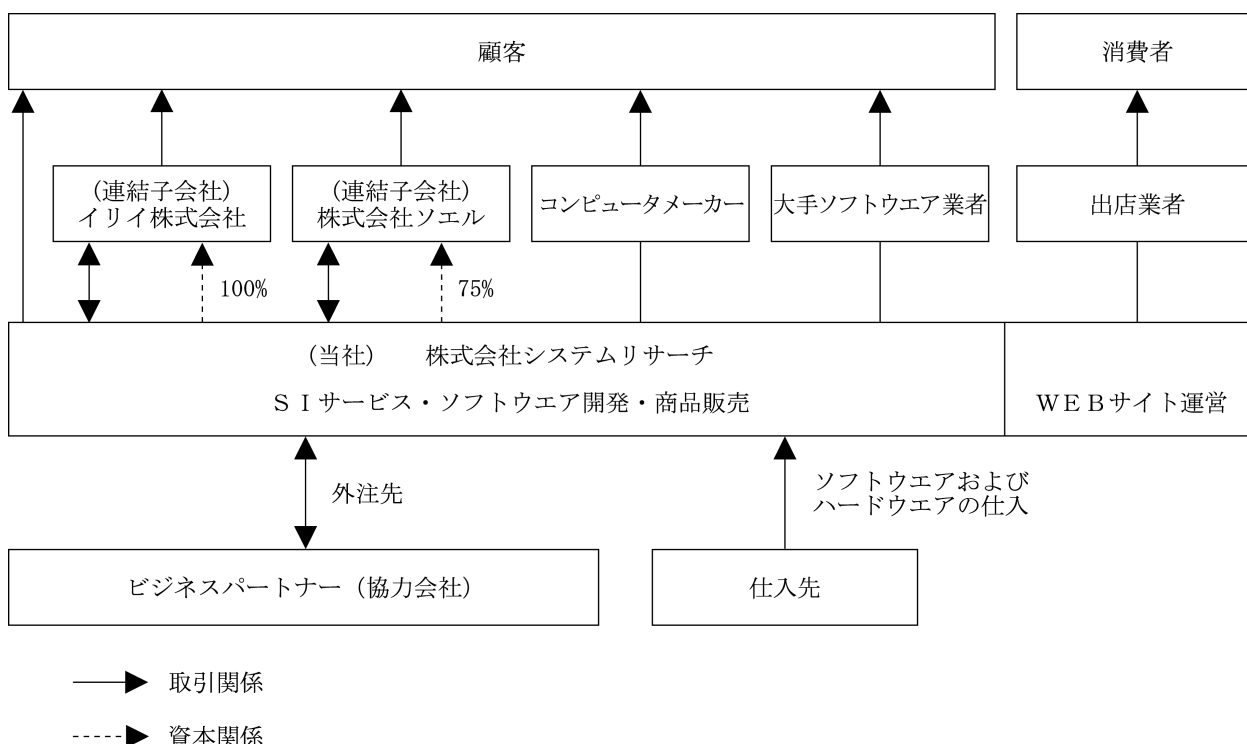 顧客
消費者
(連結子会社)
イリイ株式会社
(連結子会社)
株式会社ソエル
コンピュータメーカー
大手ソフトウエア業者
出店業者
100%
75%
(当社) 株式会社システムリサーチ
ＳＩサービス・ソフトウエア開発・商品販売
ＷＥＢサイト運営
外注先
ソフトウエアおよび
ハードウエアの仕入
ビジネスパートナー（協力会社）
仕入先
取引関係
資本関係